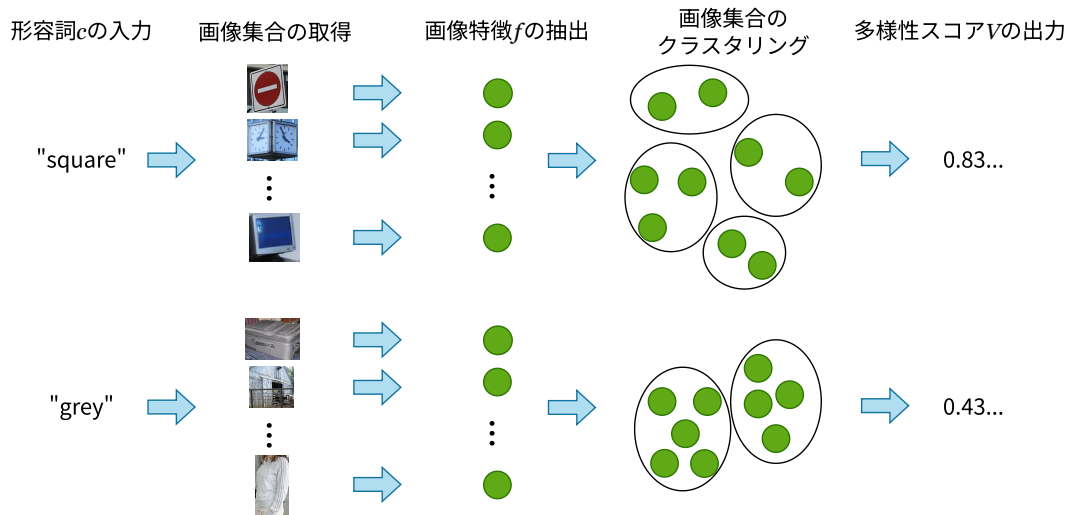 形容詞cの入力
画像集合の取得
画像特徴fの抽出
画像集合の
クラスタリング
多様性スコアVの出力
"square"
0.83...
"grey"
0.43...